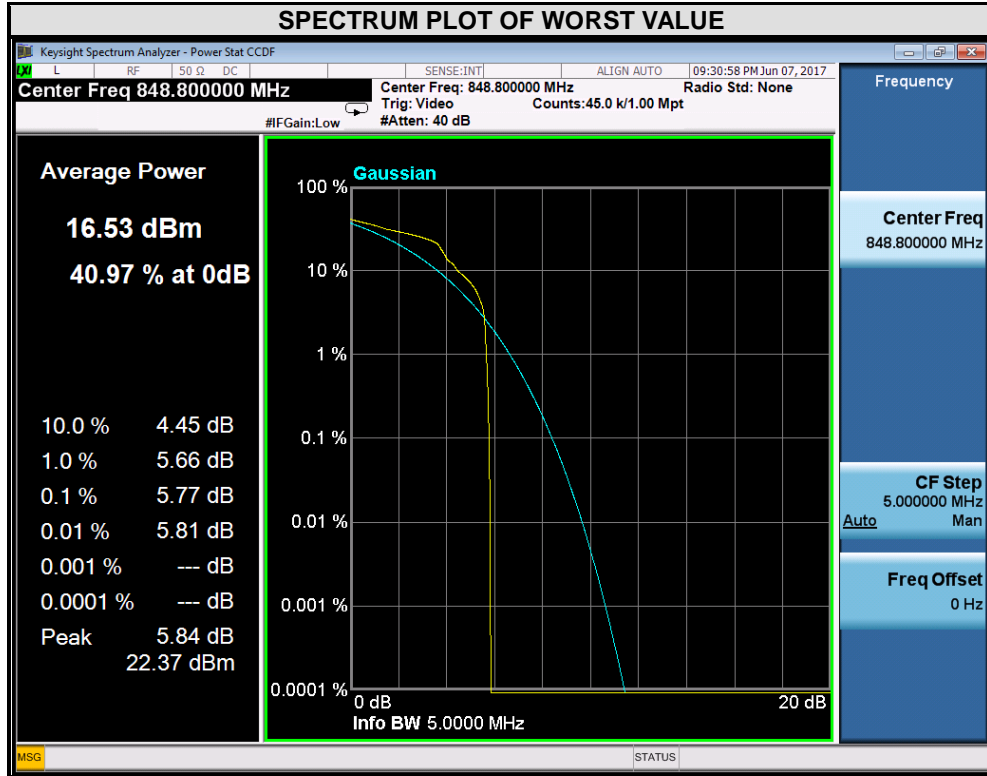 SPECTRUM PLOT OF WORST VALUE
Keysight Spectrum Analyzer - Power Stat CCDF
LXI L RF 50 Ω DC SENSE:INT ALIGN AUTO 09:30:58 PM Jun 07, 2017
Center Freq 848.800000 MHz
Center Freq: 848.800000 MHz Radio Std: None
Trig: Video Counts:45.0 k/1.00 Mpt
#IFGain:Low #Atten: 40 dB
Frequency
Average Power
16.53 dBm
40.97 % at 0dB
10.0 % 4.45 dB
1.0 % 5.66 dB
0.1 % 5.77 dB
0.01 % 5.81 dB
0.001 % --- dB
0.0001 % --- dB
Peak 5.84 dB
22.37 dBm
Gaussian
100 %
10 %
1 %
0.1 %
0.01 %
0.001 %
0.0001 %
0 dB 20 dB
Info BW 5.0000 MHz
Center Freq
848.800000 MHz
CF Step
5.000000 MHz
Auto Man
Freq Offset
0 Hz
MSG STATUS